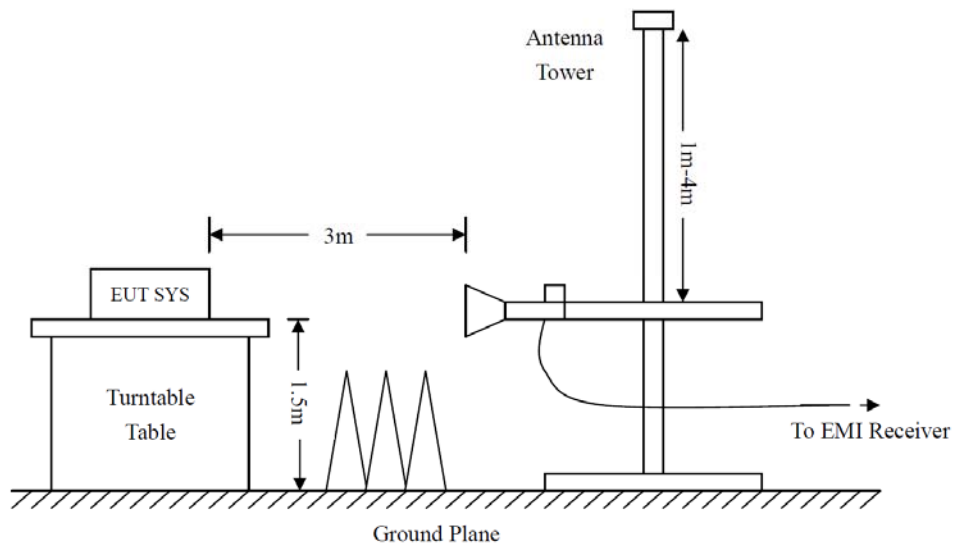 Antenna
Tower
1m-4m
3m
EUT SYS
1.5m
Turntable
Table
To EMI Receiver
Ground Plane